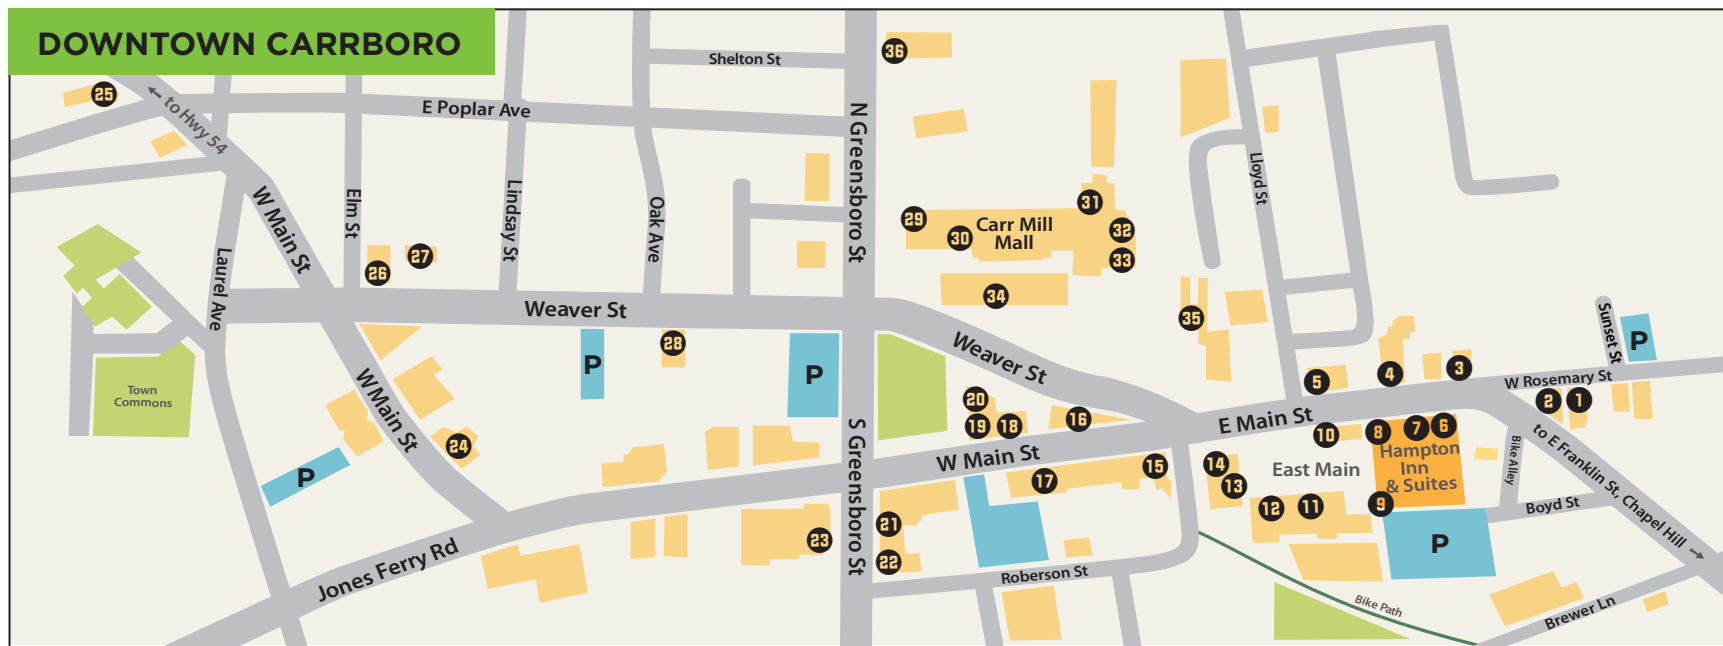 DOWNTOWN CARRBORO
36
Shelton St
25
to Hwy 54
E Poplar Ave
N Greensboro St
Lloyd St
W Main St
Elm St
Lindsay St
Oak Ave
31
29
30
Carr Mill
Mall
32
33
Laurel Ave
26
27
34
Weaver St
35
Sunset St
P
28
P
P
Weaver St
5
4
3
W Rosemary St
Town
Commons
W Main St
20
19
18
16
E Main St
2
1
24
S Greensboro St
W Main St
10
8
7
6
Hampton
Inn
& Suites
Bike Alley
to E Franklin St, Chapel Hill
P
17
15
14
13
East Main
12
11
9
Boyd St
21
23
22
P
Jones Ferry Rd
Roberson St
Bike Path
Brewer Ln